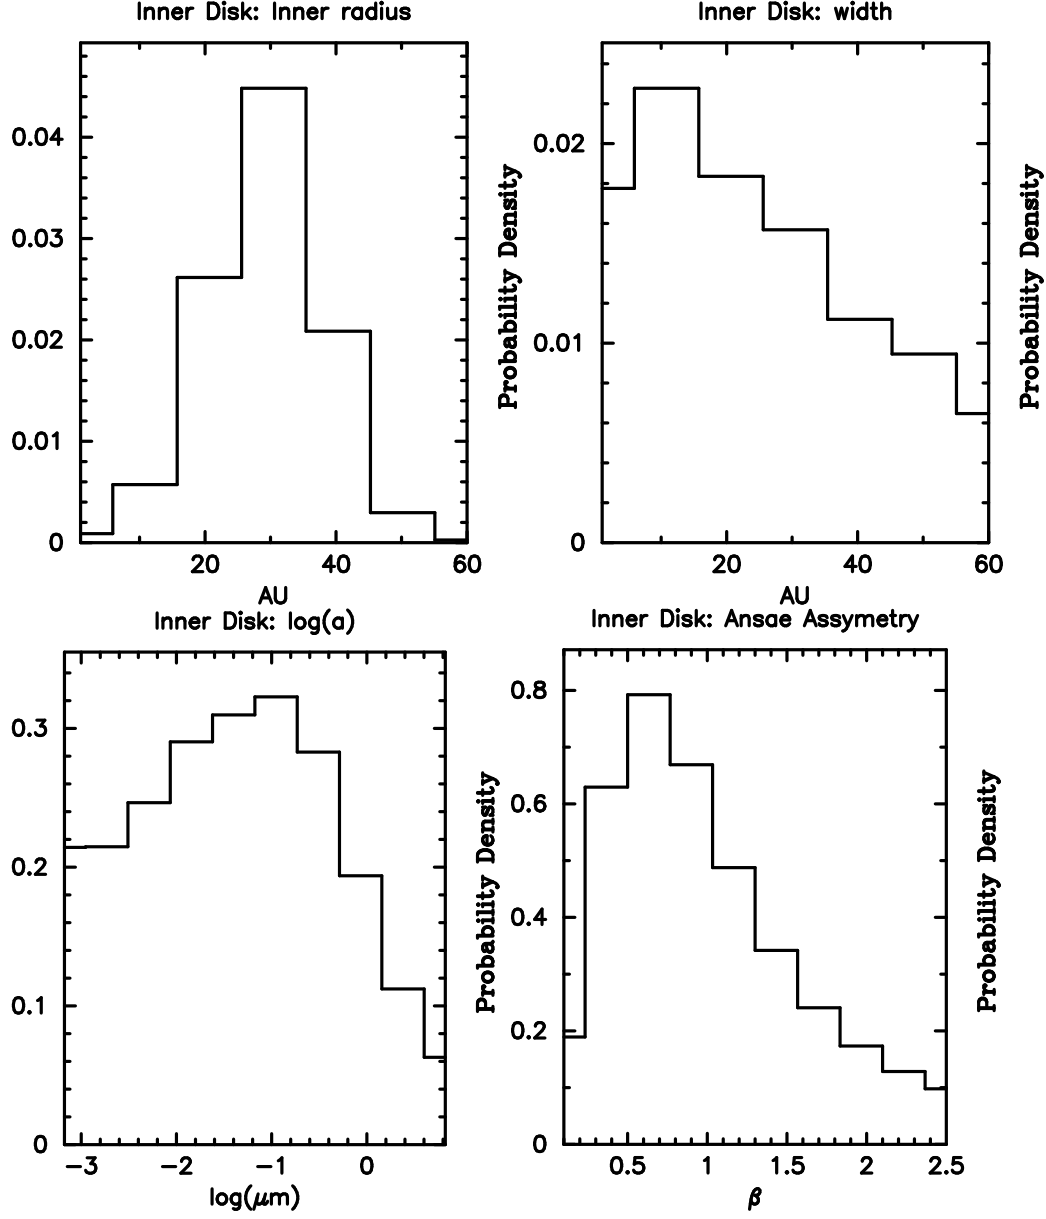 Inner Disk: Inner radius
0.04
0.03
0.02
0.01
0
20
40
60
AU
Probability Density
Inner Disk: width
0.02
0.01
0
20
40
60
AU
Probability Density
Inner Disk: log(a)
0.3
0.2
0.1
0
−3
−2
−1
0
log(μm)
Probability Density
Inner Disk: Ansae Assymetry
0.8
0.6
0.4
0.2
0
0.5
1
1.5
2
2.5
β
Probability Density